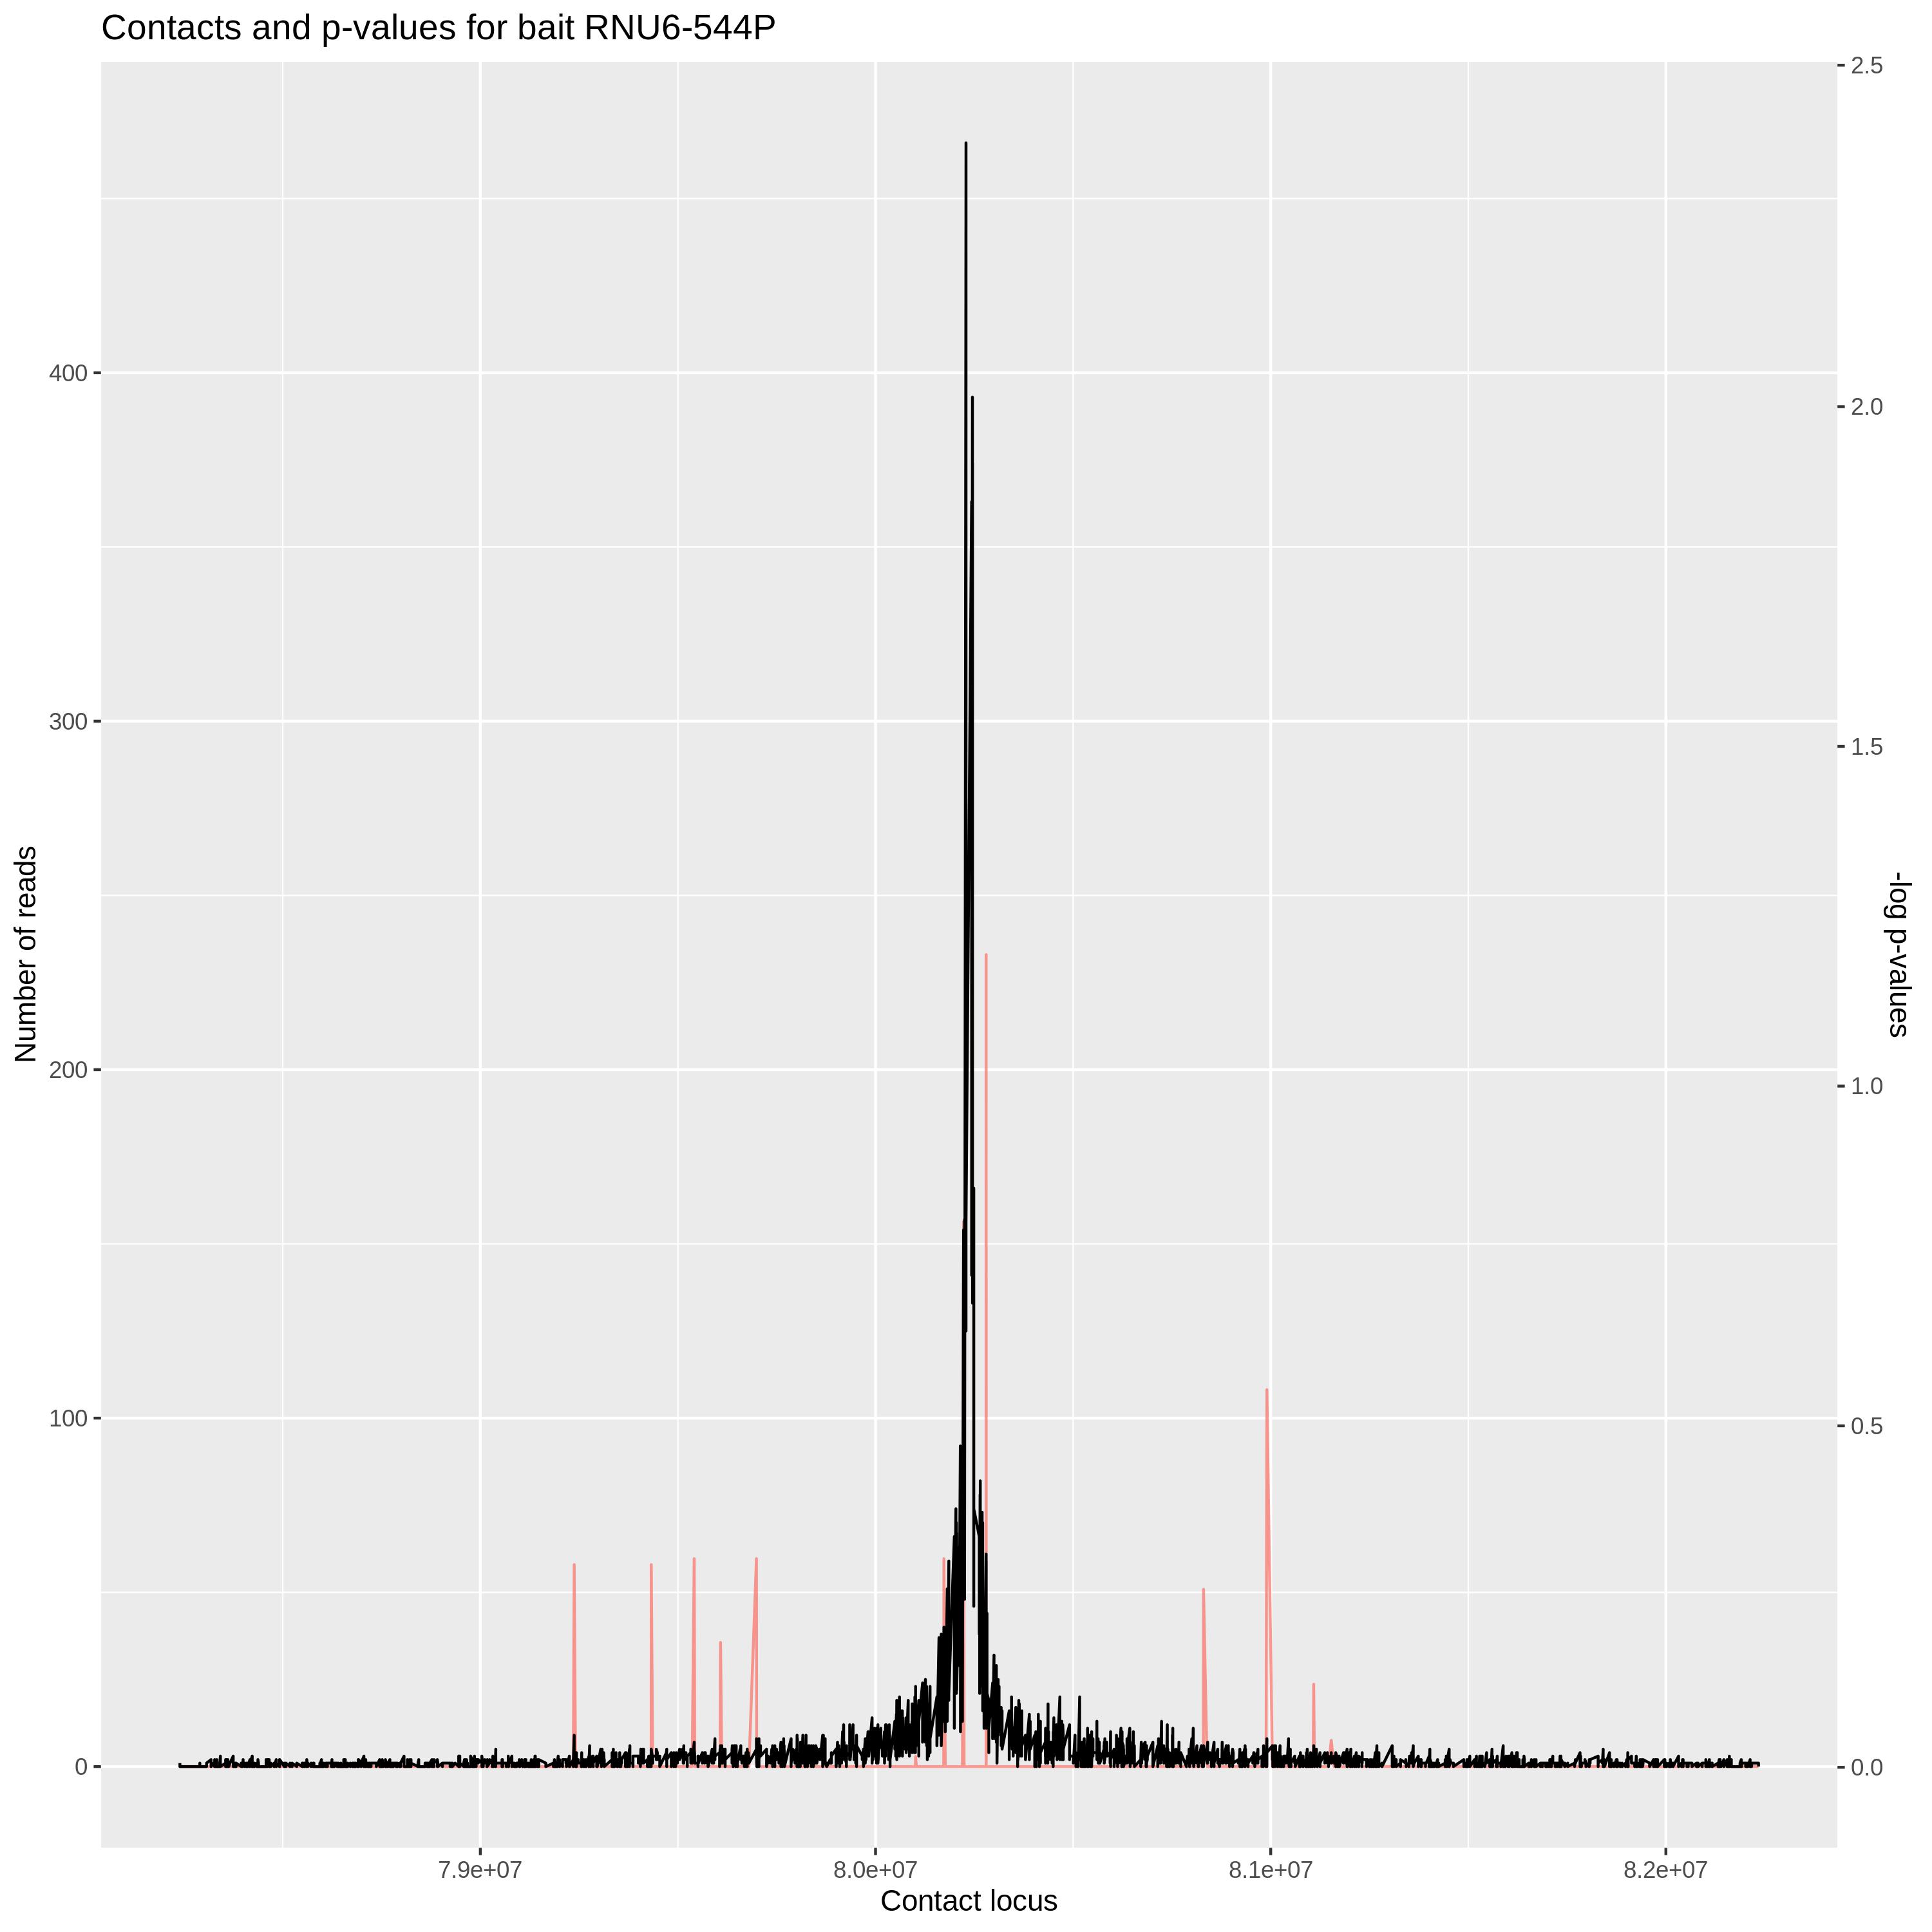 Contacts and p-values for bait RNU6-544P
2.5
400
2.0
300
1.5
Number of reads
-log p-values
200
1.0
100
0.5
0
0.0
7.9e+07
8.0e+07
8.1e+07
8.2e+07
Contact locus